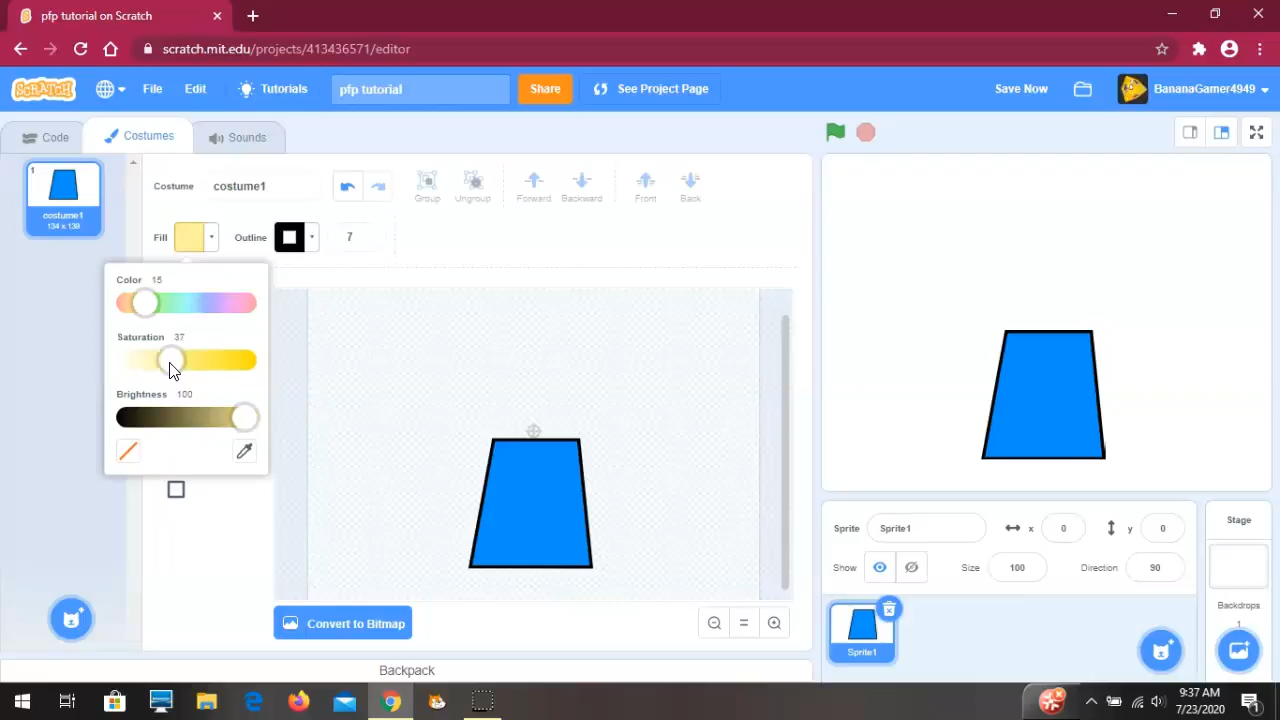 pfp tutorial on Scratch
scratch.mit.edu/projects/413436571/editor
SCRATCH File Edit Tutorials pfp tutorial Share See Project Page Save Now BananaGamer4949
Code Costumes Sounds
1
costume1
134 x 139
Costume costume1 Group Ungroup Forward Backward Front Back
Fill Outline 7
Color 15
Saturation 37
Brightness 100
Convert to Bitmap
Sprite Sprite1 x 0 y 0
Show Size 100 Direction 90
Sprite1
Stage
Backdrops
1
Backpack
9:37 AM
7/23/2020
1